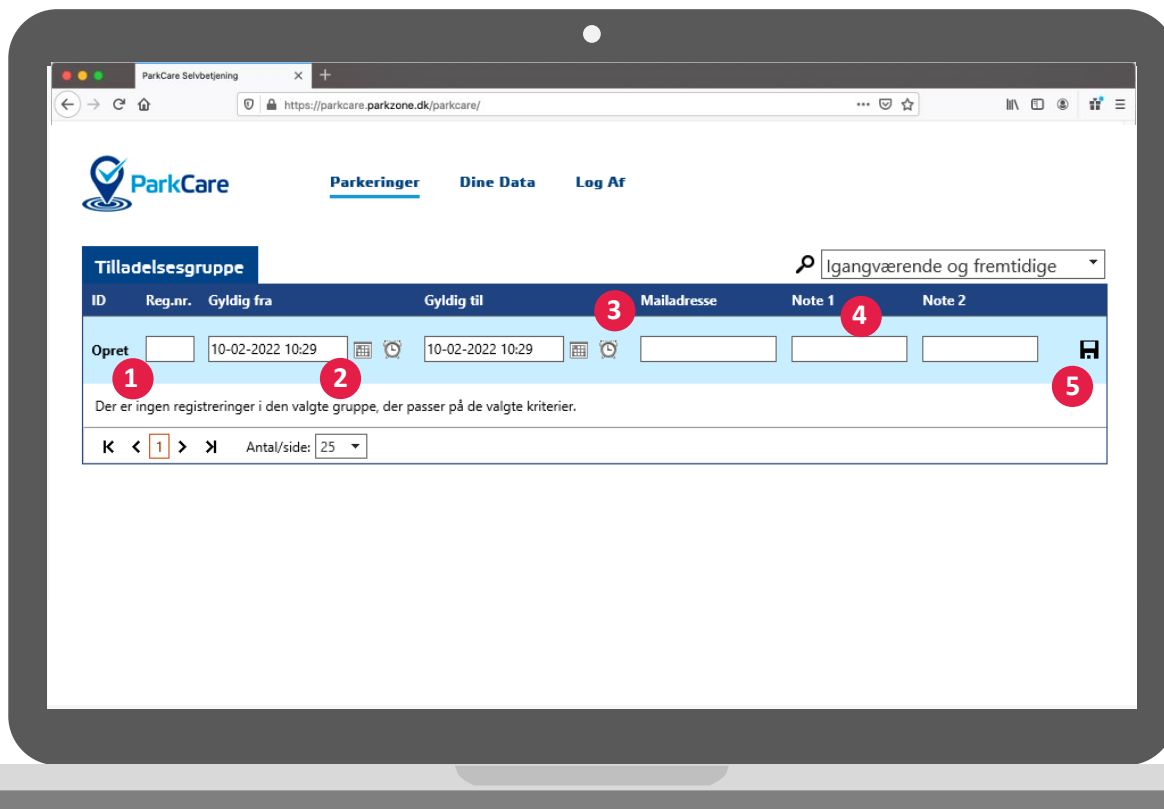 ParkCare Selvbetjening
https://parkcare.parkzone.dk/parkcare/
ParkCare
Parkeringer Dine Data Log Af
Tilladelsesgruppe
Igangværende og fremtidige
ID Reg.nr. Gyldig fra Gyldig til 3 Mailadresse Note 1 4 Note 2
Opret 10-02-2022 10:29 10-02-2022 10:29
1 2 5
Der er ingen registreringer i den valgte gruppe, der passer på de valgte kriterier.
1 Antal/side: 25